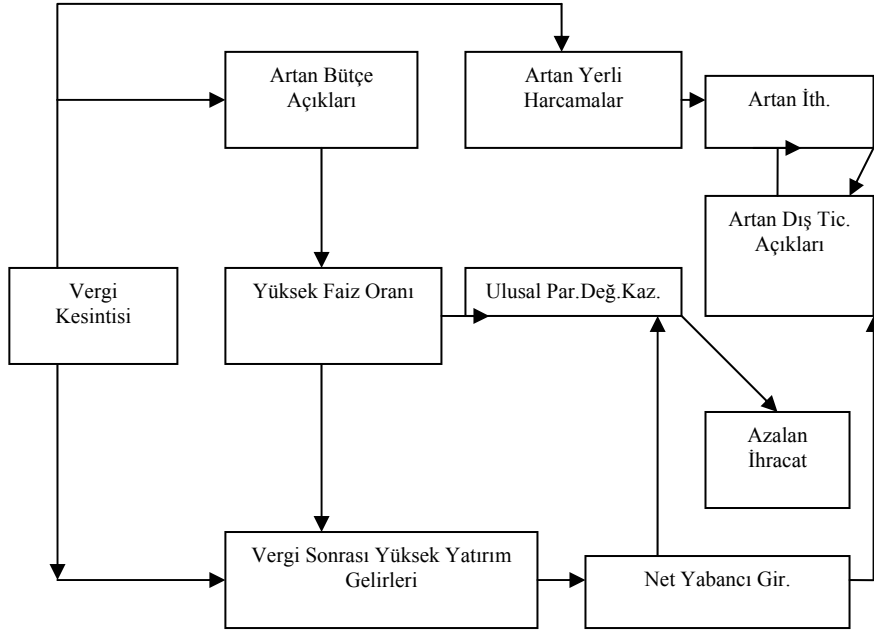 Artan Bütçe
Açıkları
Artan Yerli
Harcamalar
Artan İth.
Artan Dış Tic.
Açıkları
Vergi
Kesintisi
Yüksek Faiz Oranı
Ulusal Par.Değ.Kaz.
Azalan
İhracat
Vergi Sonrası Yüksek Yatırım
Gelirleri
Net Yabancı Gir.